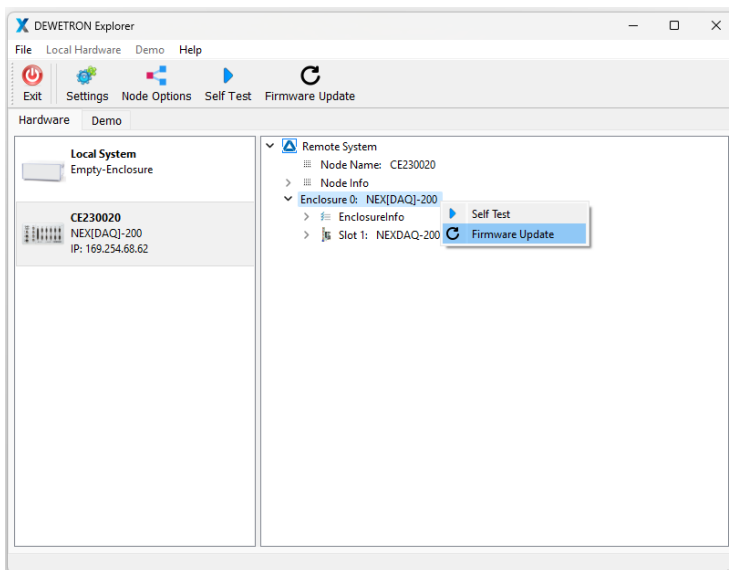 DEWETRON Explorer
File Local Hardware Demo Help
Exit Settings Node Options Self Test Firmware Update
Hardware Demo
Local System
Empty-Enclosure
CE230020
NEX[DAQ]-200
IP: 169.254.68.62
Remote System
Node Name: CE230020
Node Info
Enclosure 0: NEX[DAQ]-200
EnclosureInfo
Slot 1: NEXDAQ-200
Self Test
Firmware Update